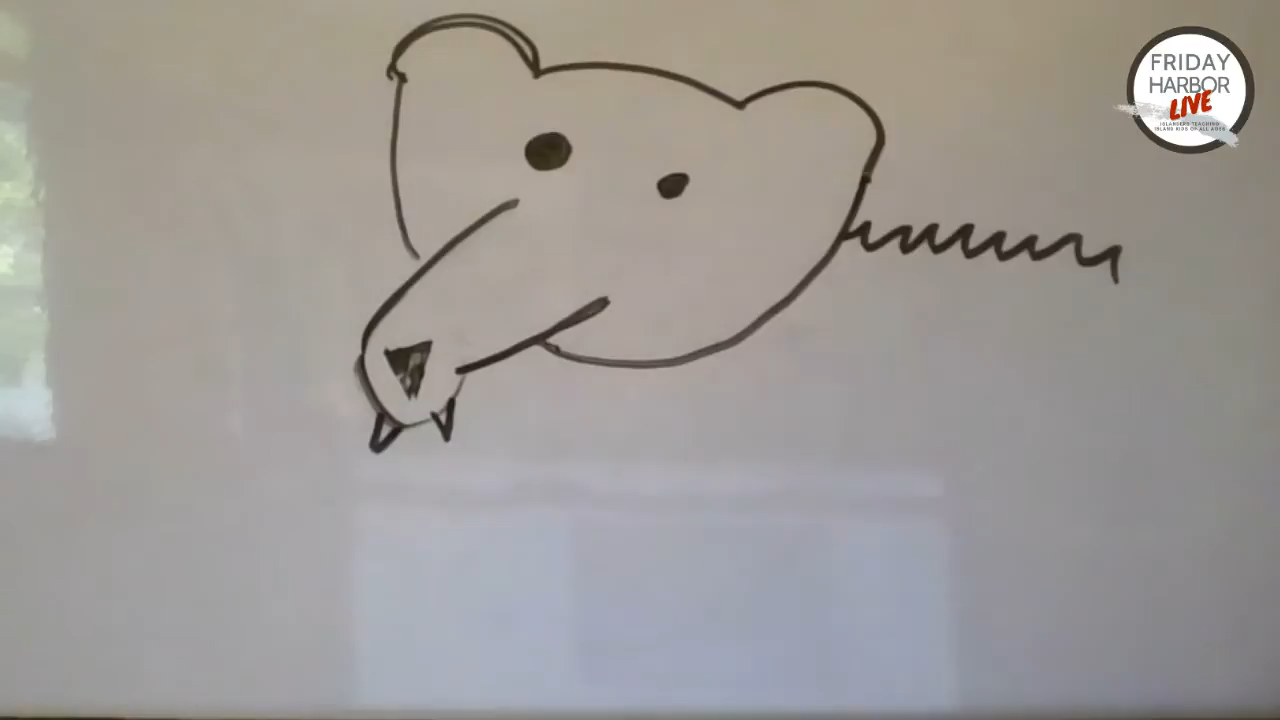 FRIDAY
HARBOR
LIVE
ISLANDERS TEACHING
ISLAND KIDS OF ALL AGES